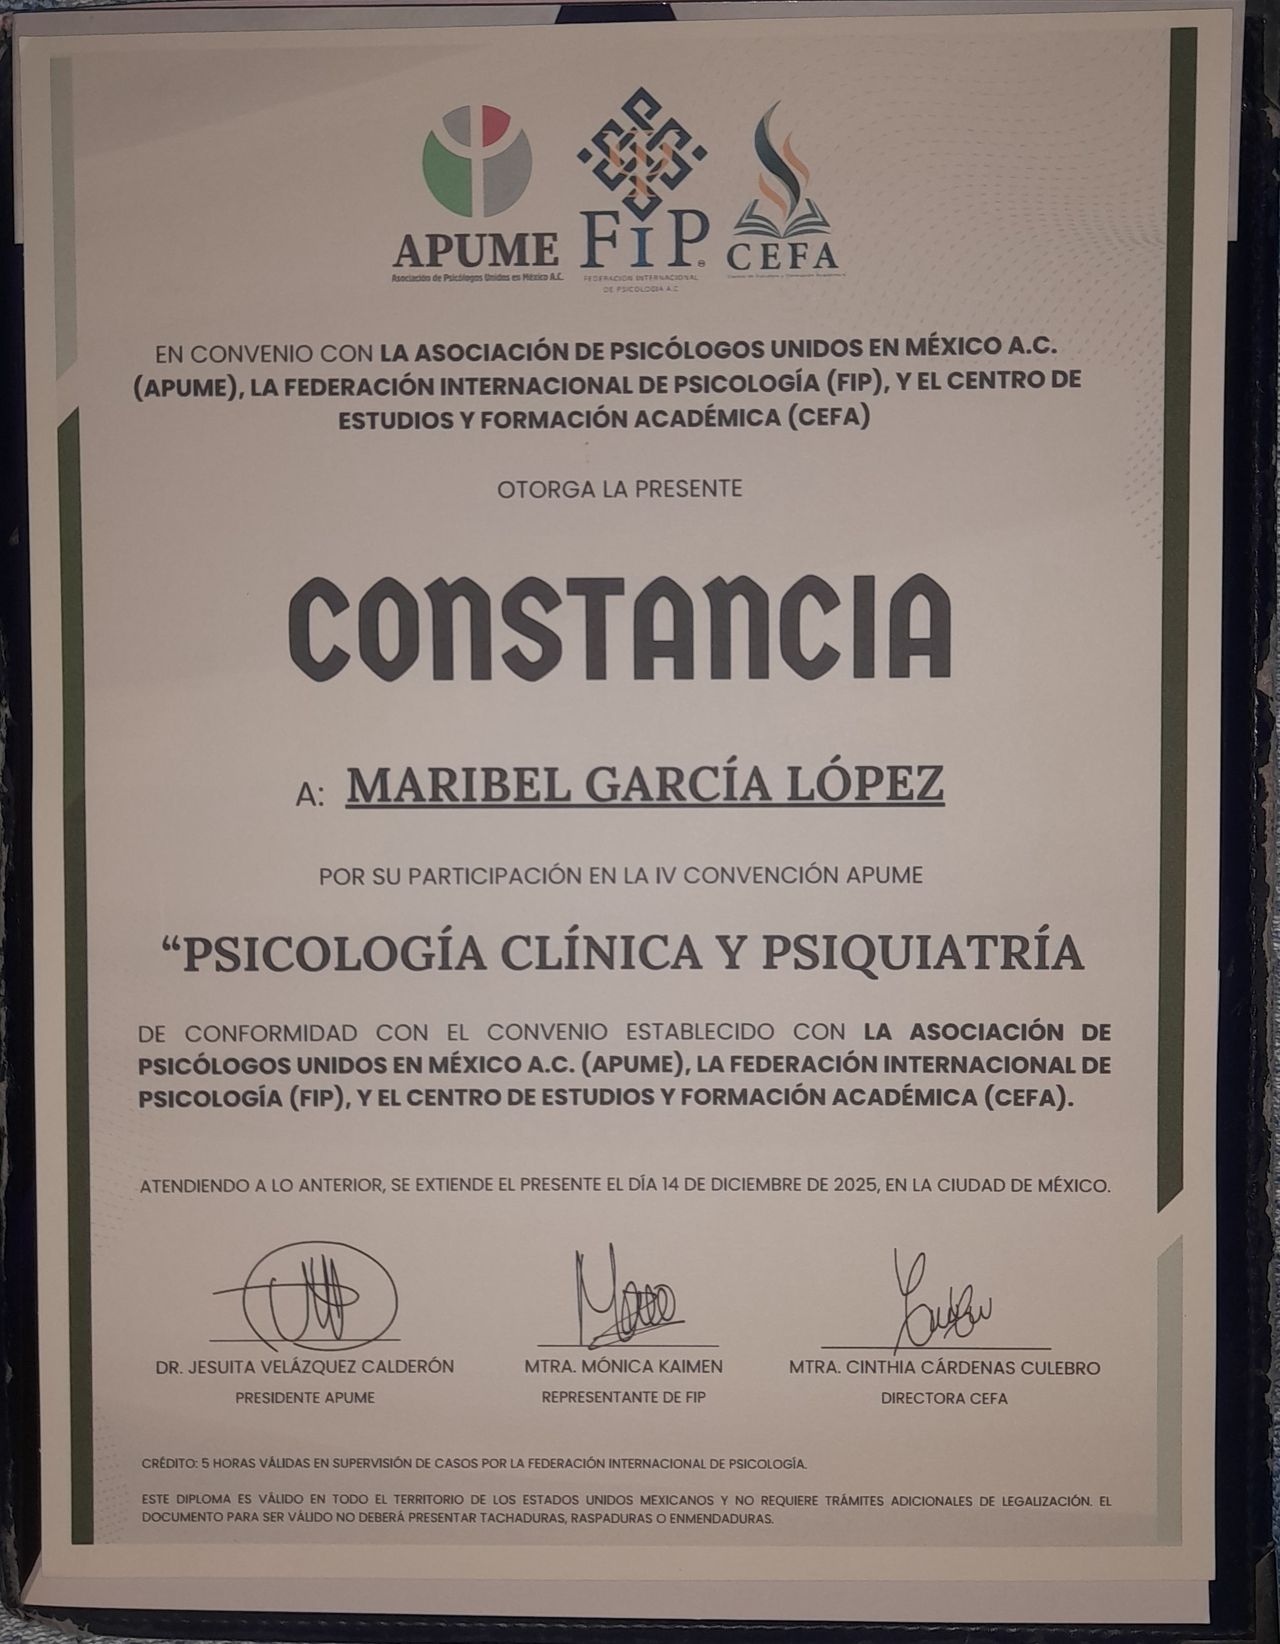 APUME
Asociación de Psicólogos Unidos en México A.C.
FiP®
FEDERACIÓN INTERNACIONAL
DE PSICOLOGÍA A.C
CEFA
EN CONVENIO CON LA ASOCIACIÓN DE PSICÓLOGOS UNIDOS EN MÉXICO A.C.
(APUME), LA FEDERACIÓN INTERNACIONAL DE PSICOLOGÍA (FIP), Y EL CENTRO DE
ESTUDIOS Y FORMACIÓN ACADÉMICA (CEFA)
OTORGA LA PRESENTE
CONSTANCIA
A: MARIBEL GARCÍA LÓPEZ
POR SU PARTICIPACIÓN EN LA IV CONVENCIÓN APUME
“PSICOLOGÍA CLÍNICA Y PSIQUIATRÍA
DE CONFORMIDAD CON EL CONVENIO ESTABLECIDO CON LA ASOCIACIÓN DE
PSICÓLOGOS UNIDOS EN MÉXICO A.C. (APUME), LA FEDERACIÓN INTERNACIONAL DE
PSICOLOGÍA (FIP), Y EL CENTRO DE ESTUDIOS Y FORMACIÓN ACADÉMICA (CEFA).
ATENDIENDO A LO ANTERIOR, SE EXTIENDE EL PRESENTE EL DÍA 14 DE DICIEMBRE DE 2025, EN LA CIUDAD DE MÉXICO.
DR. JESUITA VELÁZQUEZ CALDERÓN
PRESIDENTE APUME
MTRA. MÓNICA KAIMEN
REPRESENTANTE DE FIP
MTRA. CINTHIA CÁRDENAS CULEBRO
DIRECTORA CEFA
CRÉDITO: 5 HORAS VÁLIDAS EN SUPERVISIÓN DE CASOS POR LA FEDERACIÓN INTERNACIONAL DE PSICOLOGÍA.
ESTE DIPLOMA ES VÁLIDO EN TODO EL TERRITORIO DE LOS ESTADOS UNIDOS MEXICANOS Y NO REQUIERE TRÁMITES ADICIONALES DE LEGALIZACIÓN. EL
DOCUMENTO PARA SER VÁLIDO NO DEBERÁ PRESENTAR TACHADURAS, RASPADURAS O ENMENDADURAS.